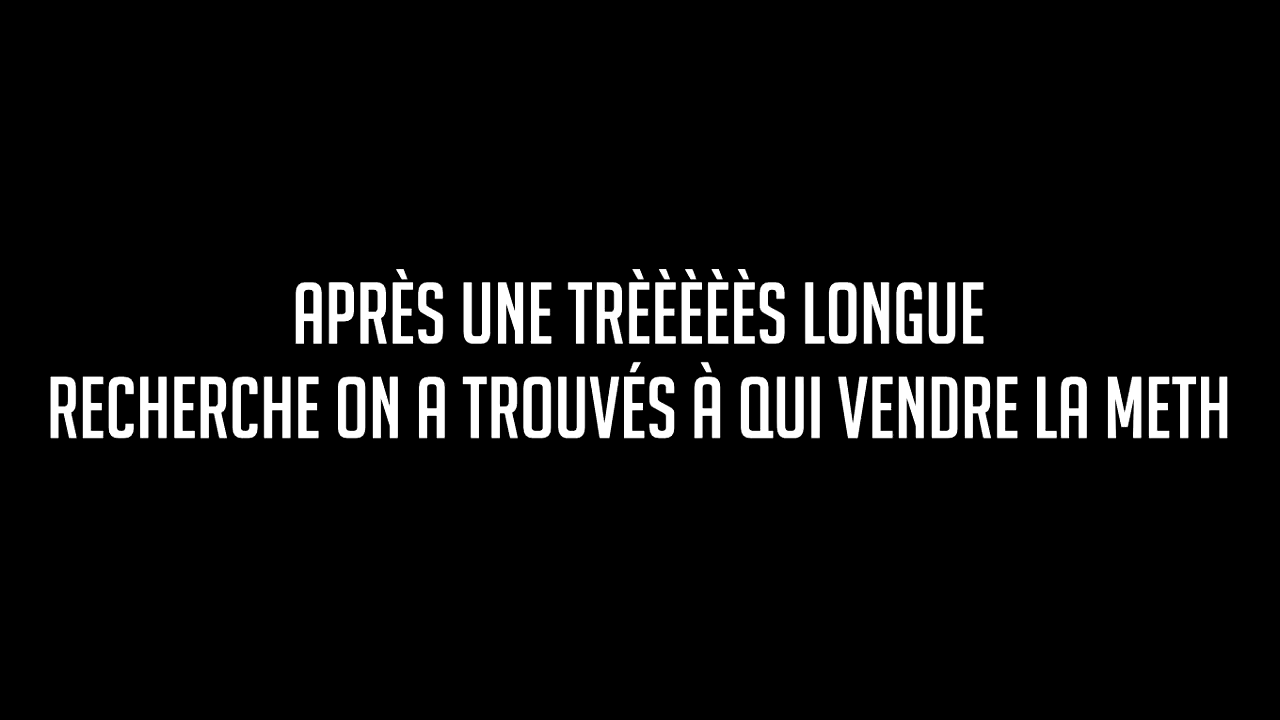 APRÈS UNE TRÈÈÈÈÈS LONGUE
RECHERCHE ON A TROUVÉS À QUI VENDRE LA METH